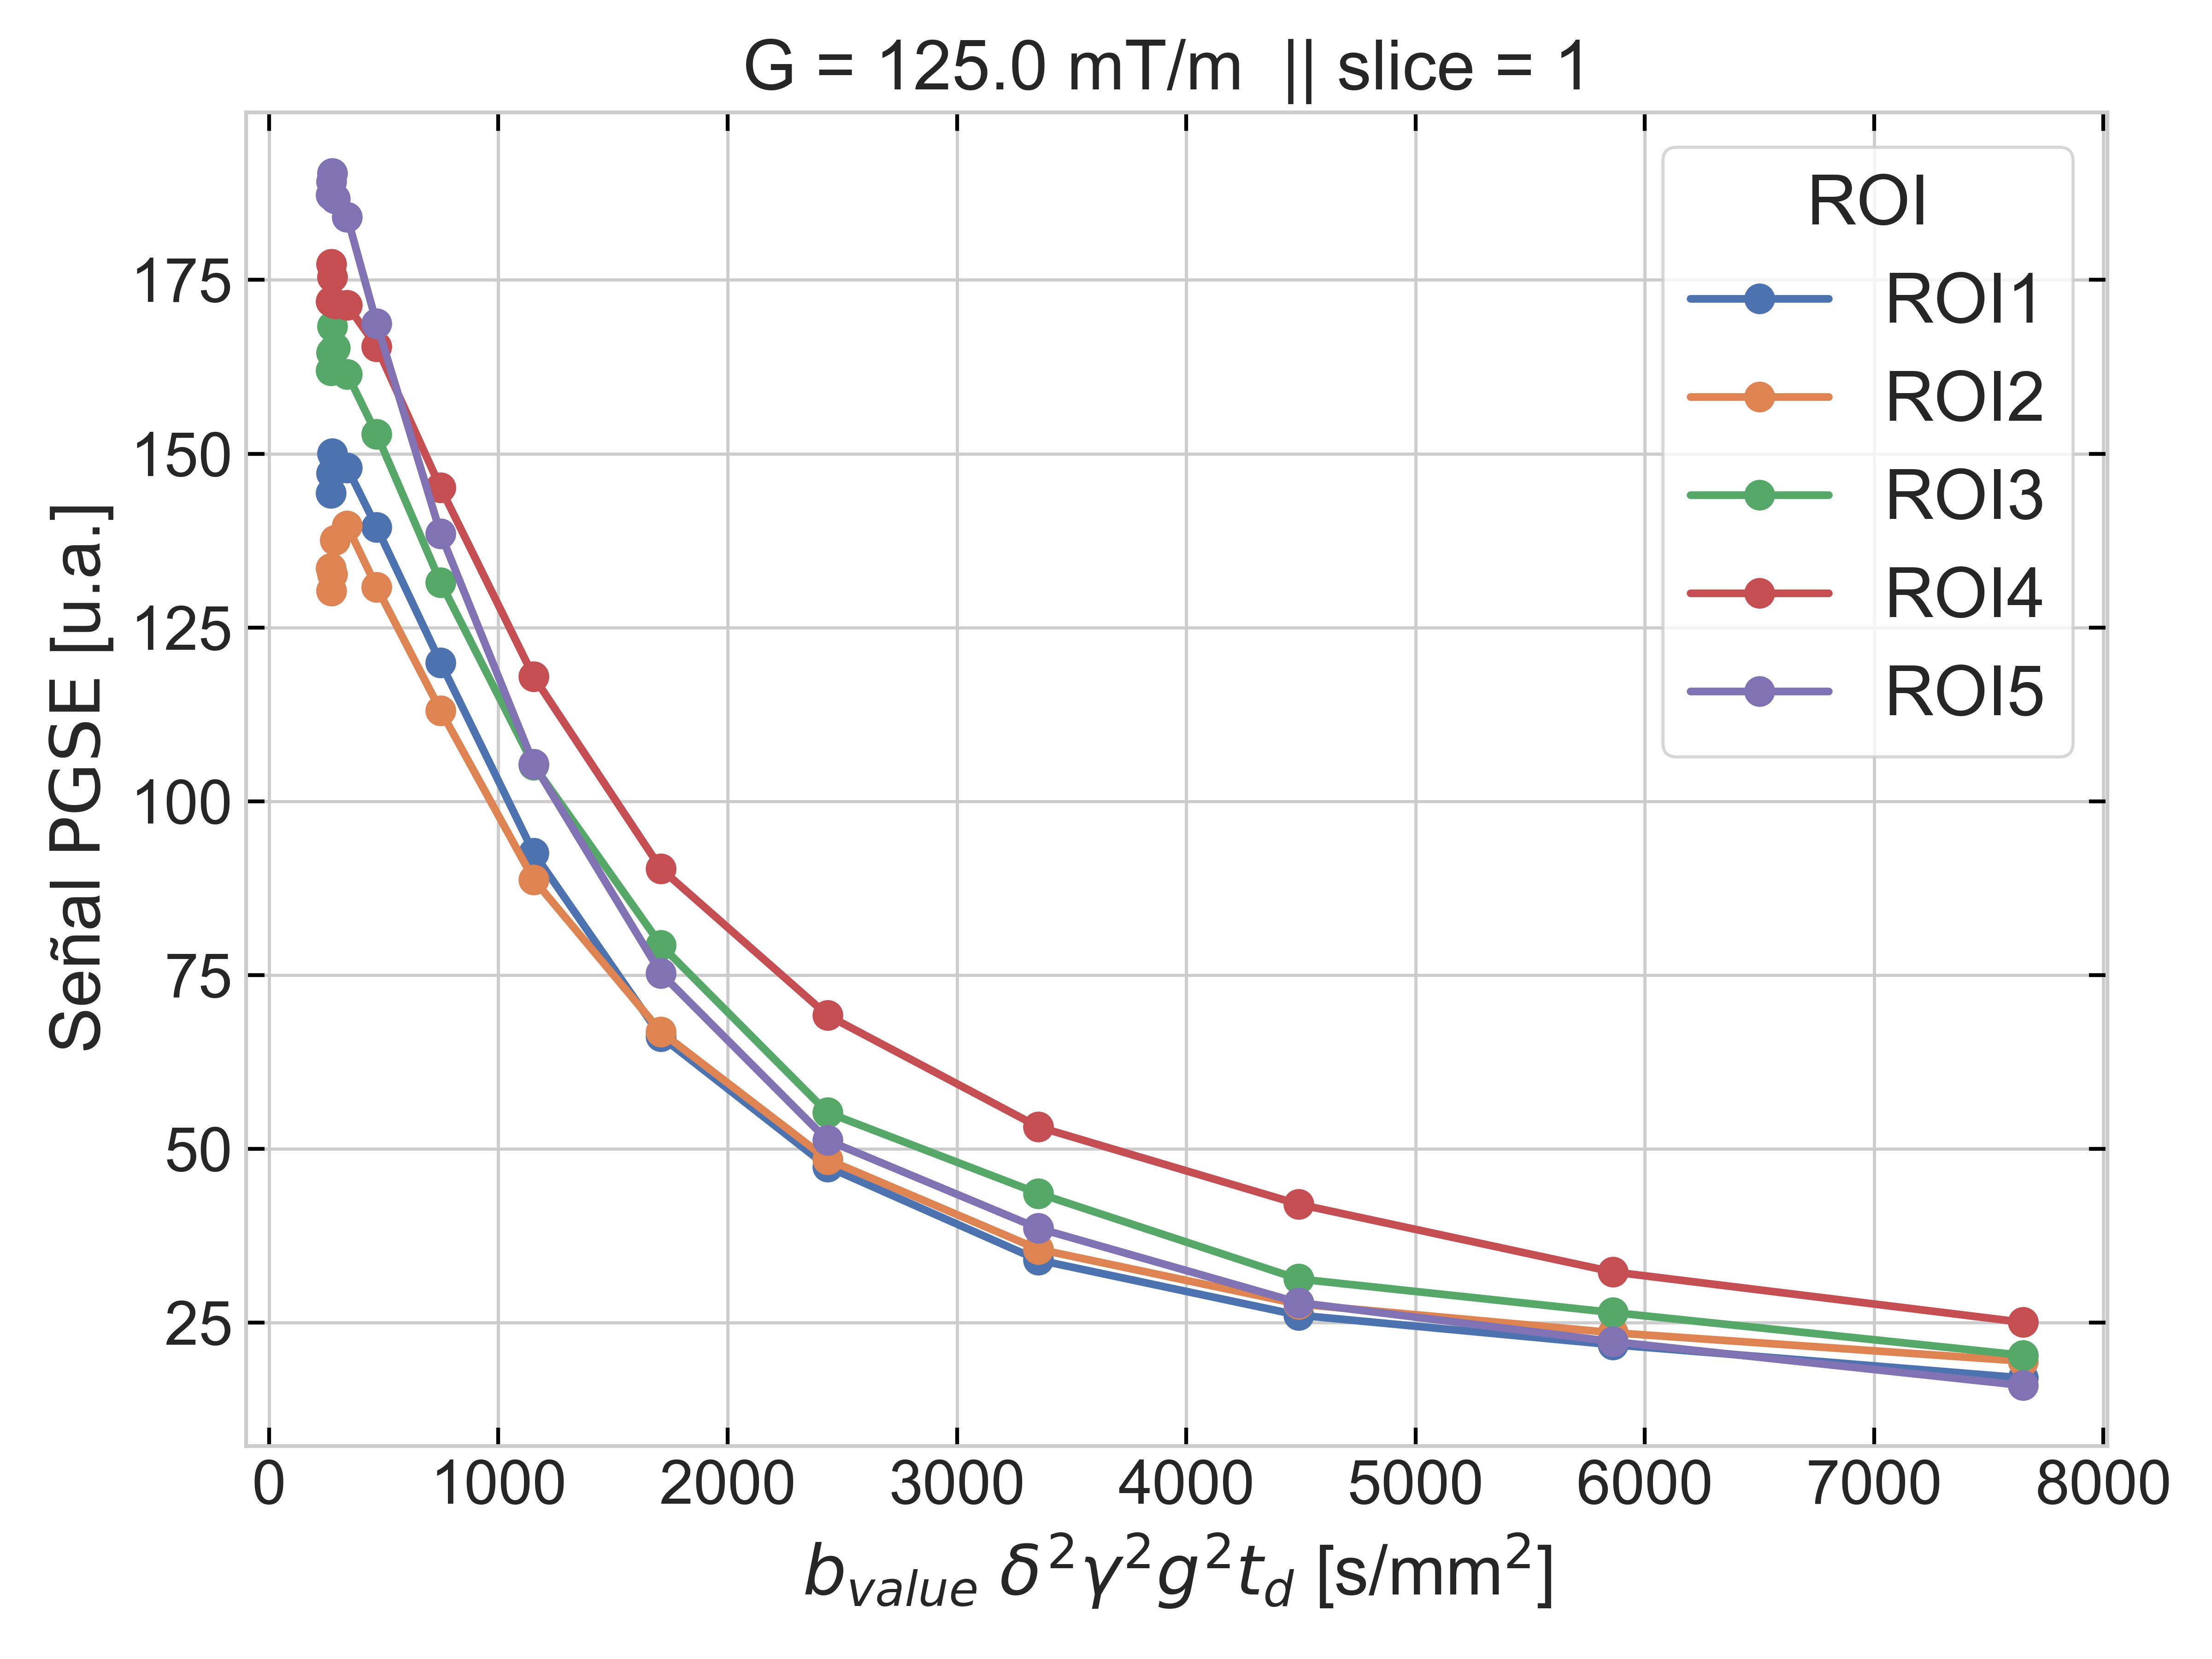 G = 125.0 mT/m || slice = 1
Señal PGSE [u.a.]
175
150
125
100
75
50
25
0 1000 2000 3000 4000 5000 6000 7000 8000
b_value δ²γ²g²t_d [s/mm²]
ROI
ROI1
ROI2
ROI3
ROI4
ROI5